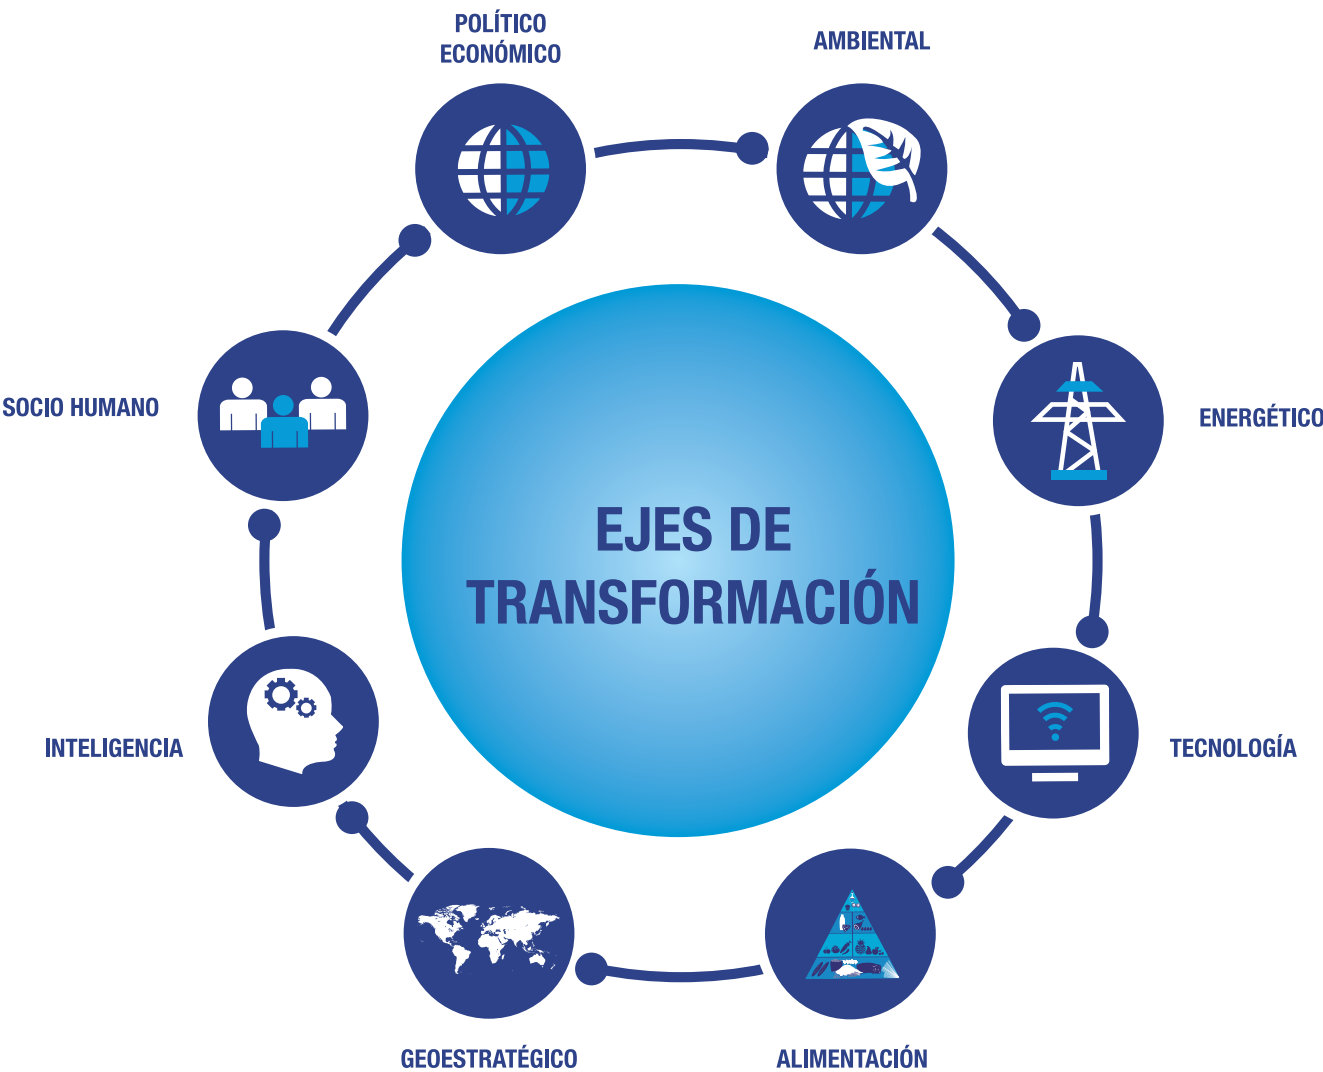 POLÍTICO
ECONÓMICO
AMBIENTAL
SOCIO HUMANO
ENERGÉTICO
EJES DE
TRANSFORMACIÓN
INTELIGENCIA
TECNOLOGÍA
GEOESTRATÉGICO
ALIMENTACIÓN